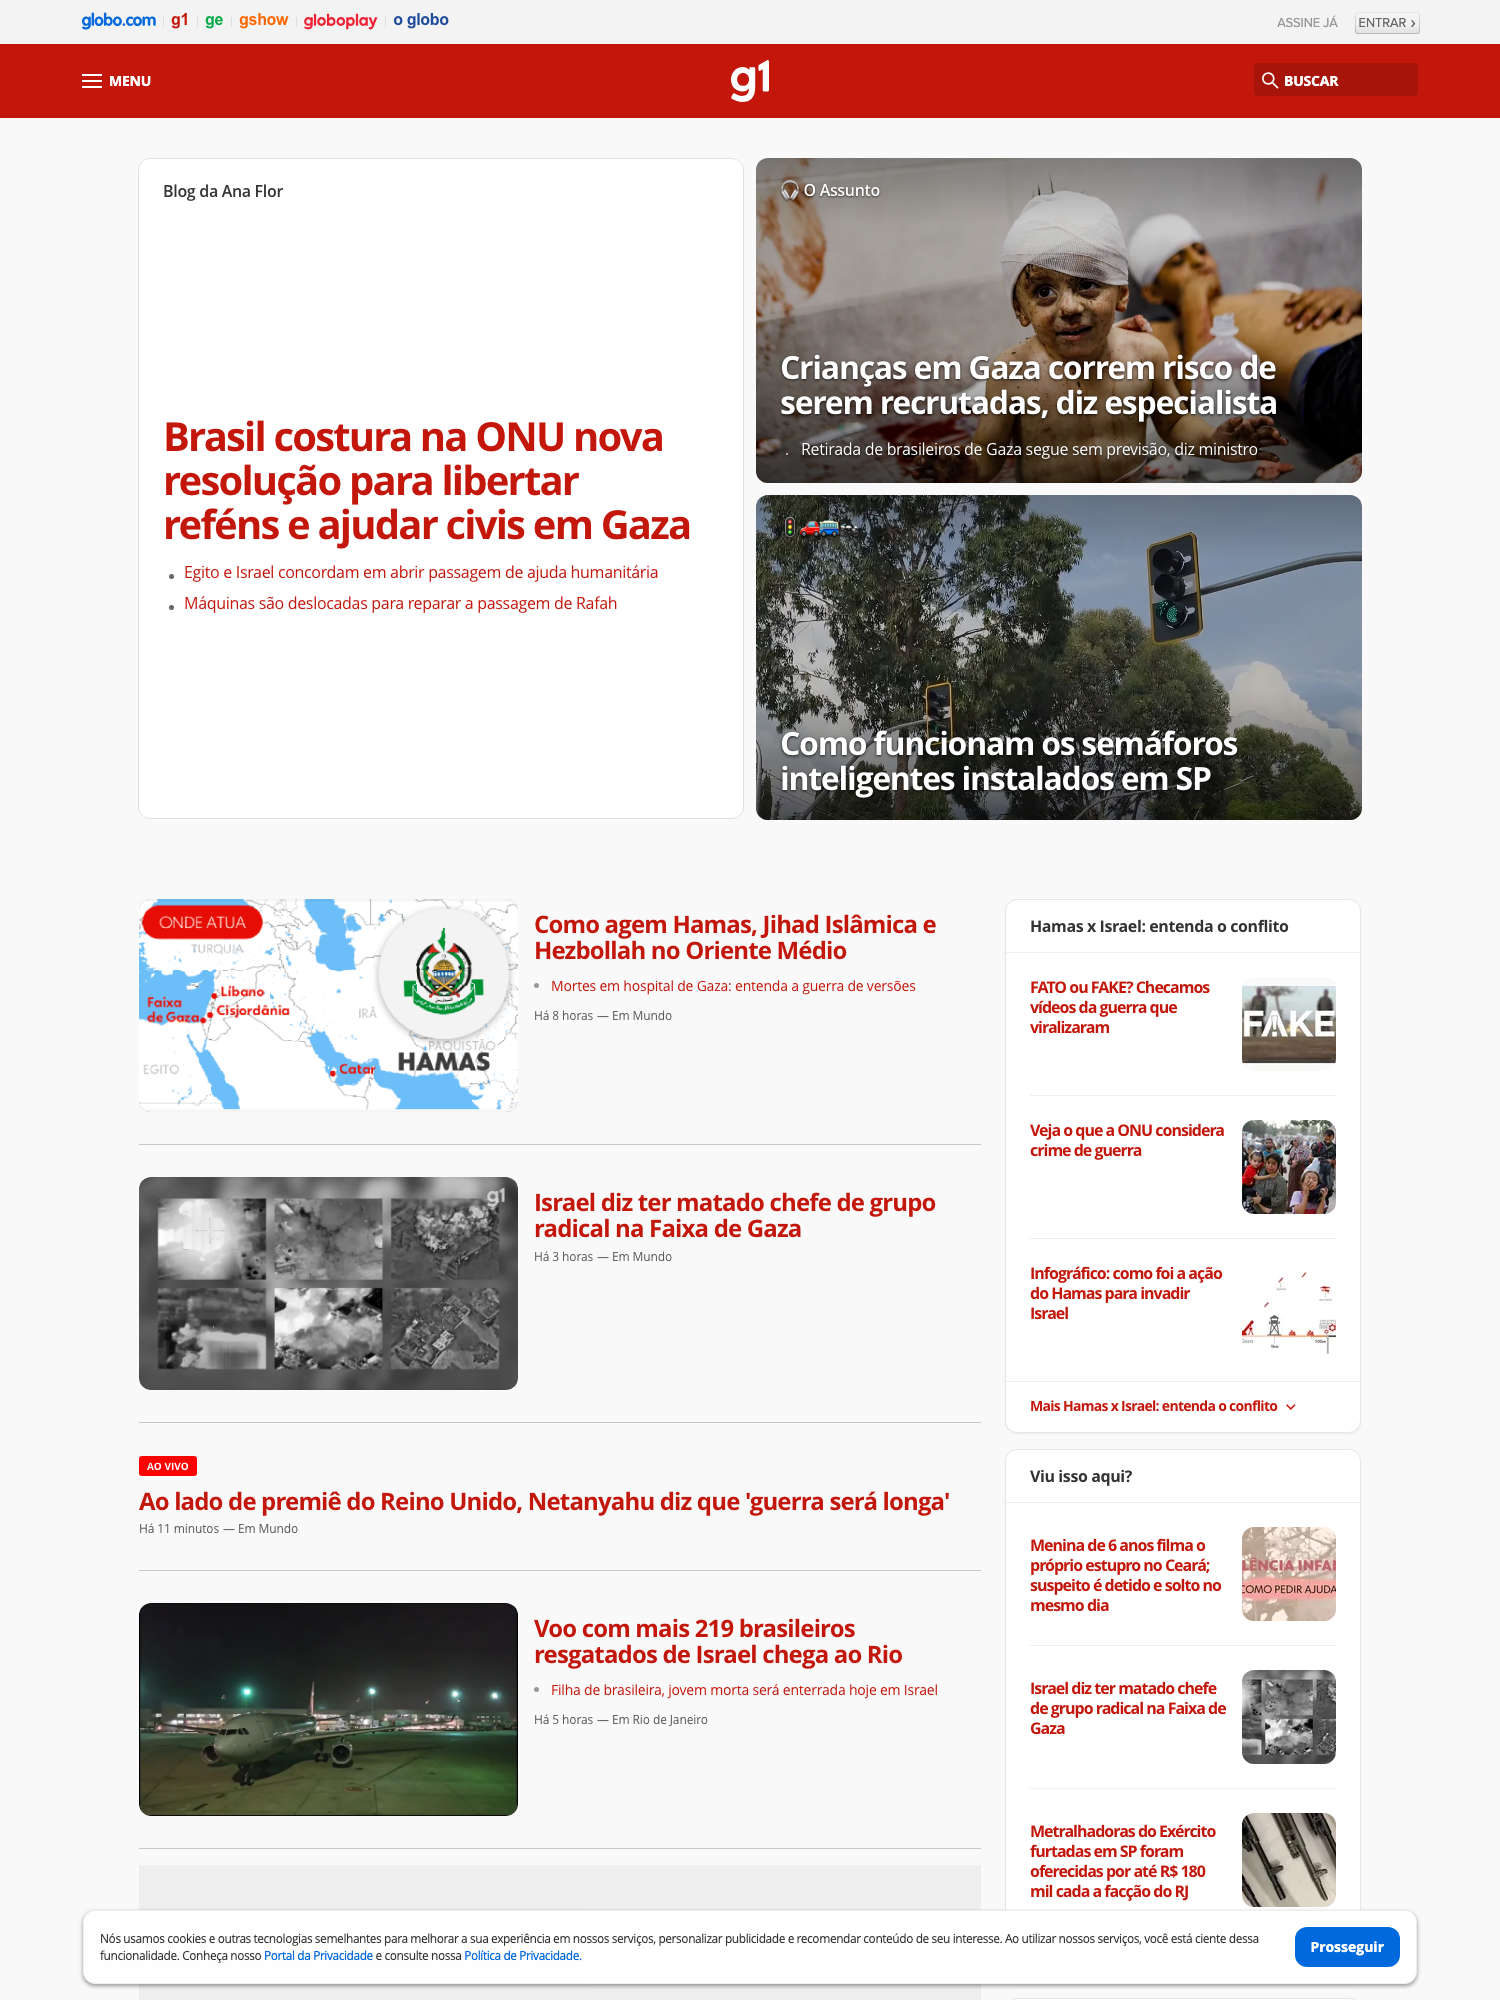 globo.com g1 ge gshow globoplay o globo
ASSINE JÁ ENTRAR ›
MENU
g1
BUSCAR
Blog da Ana Flor
Brasil costura na ONU nova
resolução para libertar
reféns e ajudar civis em Gaza
Egito e Israel concordam em abrir passagem de ajuda humanitária
Máquinas são deslocadas para reparar a passagem de Rafah
O Assunto
Crianças em Gaza correm risco de
serem recrutadas, diz especialista
Retirada de brasileiros de Gaza segue sem previsão, diz ministro
Como funcionam os semáforos
inteligentes instalados em SP
ONDE ATUA
TURQUIA
Líbano
Faixa
de Gaza
Cisjordânia
IRÃ
PAQUISTÃO
HAMAS
EGITO
Catar
Como agem Hamas, Jihad Islâmica e
Hezbollah no Oriente Médio
Mortes em hospital de Gaza: entenda a guerra de versões
Há 8 horas — Em Mundo
g1
Israel diz ter matado chefe de grupo
radical na Faixa de Gaza
Há 3 horas — Em Mundo
AO VIVO
Ao lado de premiê do Reino Unido, Netanyahu diz que 'guerra será longa'
Há 11 minutos — Em Mundo
Voo com mais 219 brasileiros
resgatados de Israel chega ao Rio
Filha de brasileira, jovem morta será enterrada hoje em Israel
Há 5 horas — Em Rio de Janeiro
Hamas x Israel: entenda o conflito
FATO ou FAKE? Checamos
vídeos da guerra que
viralizaram
FAKE
Veja o que a ONU considera
crime de guerra
Infográfico: como foi a ação
do Hamas para invadir
Israel
Mais Hamas x Israel: entenda o conflito
Viu isso aqui?
Menina de 6 anos filma o
próprio estupro no Ceará;
suspeito é detido e solto no
mesmo dia
LÊNCIA INFA
COMO PEDIR AJUDA
Israel diz ter matado chefe
de grupo radical na Faixa de
Gaza
Metralhadoras do Exército
furtadas em SP foram
oferecidas por até R$ 180
mil cada a facção do RJ
Nós usamos cookies e outras tecnologias semelhantes para melhorar a sua experiência em nossos serviços, personalizar publicidade e recomendar conteúdo de seu interesse. Ao utilizar nossos serviços, você está ciente dessa
funcionalidade. Conheça nosso Portal da Privacidade e consulte nossa Política de Privacidade.
Prosseguir